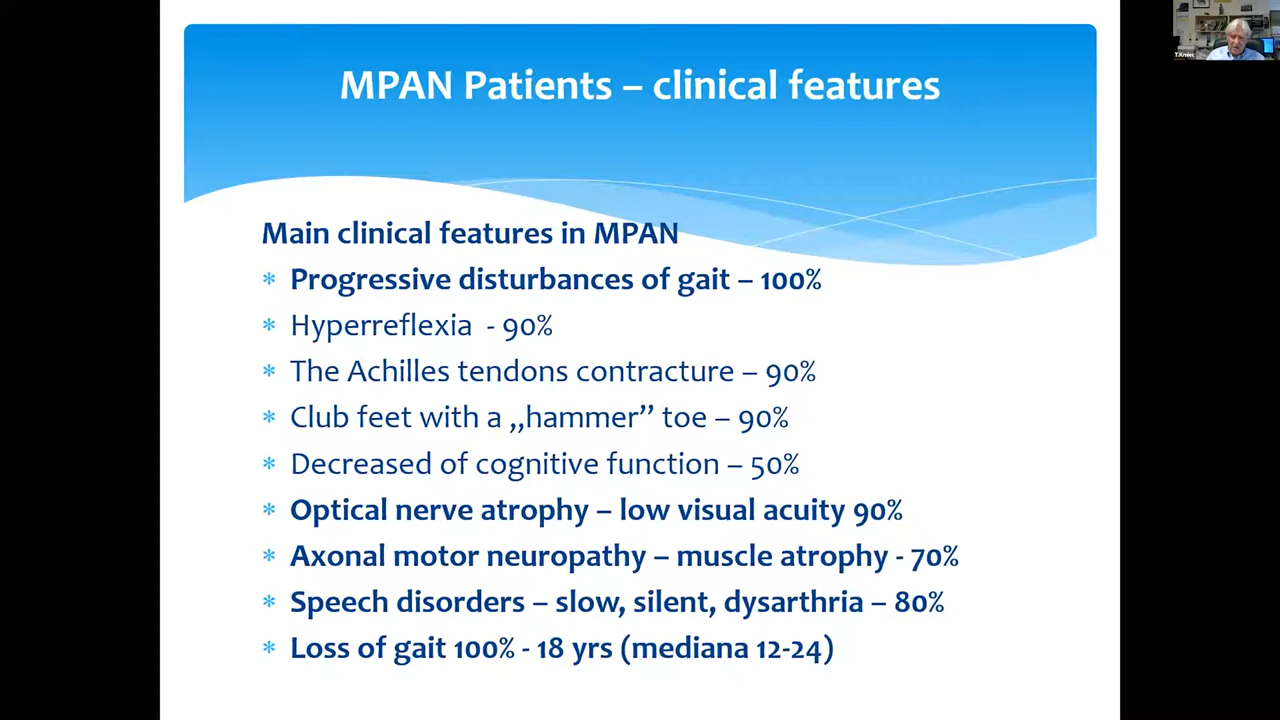 MPAN Patients – clinical features
Main clinical features in MPAN
* Progressive disturbances of gait – 100%
* Hyperreflexia - 90%
* The Achilles tendons contracture – 90%
* Club feet with a „hammer” toe – 90%
* Decreased of cognitive function – 50%
* Optical nerve atrophy – low visual acuity 90%
* Axonal motor neuropathy – muscle atrophy - 70%
* Speech disorders – slow, silent, dysarthria – 80%
* Loss of gait 100% - 18 yrs (mediana 12-24)